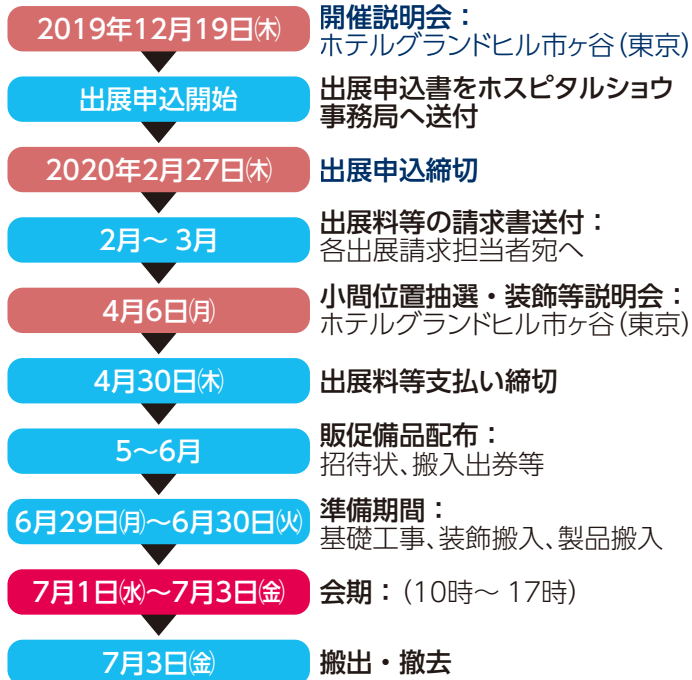 2019年12月19日㈭
開催説明会：
ホテルグランドヒル市ヶ谷（東京）
出展申込開始
出展申込書をホスピタルショウ
事務局へ送付
2020年2月27日㈭
出展申込締切
2月～ 3月
出展料等の請求書送付：
各出展請求担当者宛へ
4月6日㈪
小間位置抽選・装飾等説明会：
ホテルグランドヒル市ヶ谷（東京）
4月30日㈭
出展料等支払い締切
5～6月
販促備品配布：
招待状、搬入出券等
6月29日㈪～6月30日㈫
準備期間：
基礎工事、装飾搬入、製品搬入
7月1日㈬～7月3日㈮
会期：（10時～ 17時）
7月3日㈮
搬出・撤去